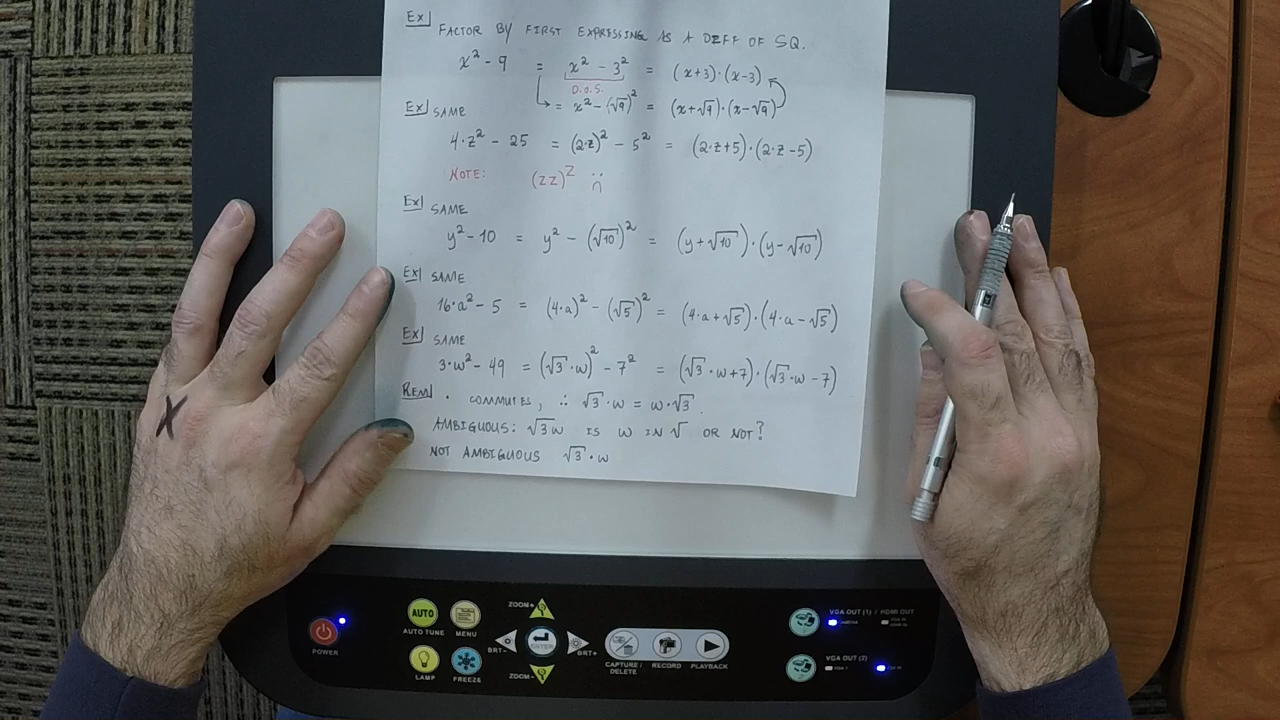 Ex] FACTOR BY FIRST EXPRESSING AS A DIFF OF SQ.
x² - 9 = x² - 3² = (x+3)·(x-3)
D.O.S.
= x² - (√9)² = (x+√9)·(x-√9)
Ex] SAME
4·z² - 25 = (2·z)² - 5² = (2·z+5)·(2·z-5)
NOTE: (zz)²
Ex] SAME
y² - 10 = y² - (√10)² = (y+√10)·(y-√10)
Ex] SAME
16·a² - 5 = (4·a)² - (√5)² = (4·a+√5)·(4·a-√5)
Ex] SAME
3·w² - 49 = (√3·w)² - 7² = (√3·w+7)·(√3·w-7)
REM] · COMMUTES, ∴ √3·w = w·√3.
AMBIGUOUS: √3w IS w IN √ OR NOT?
NOT AMBIGUOUS √3·w
X
POWER
AUTO
AUTO TUNE
MENU
LAMP
FREEZE
ZOOM+
BRT-
ENTER
BRT+
ZOOM-
CAPTURE / DELETE
RECORD
PLAYBACK
VGA OUT (1) / HDMI OUT
VGA OUT (2)